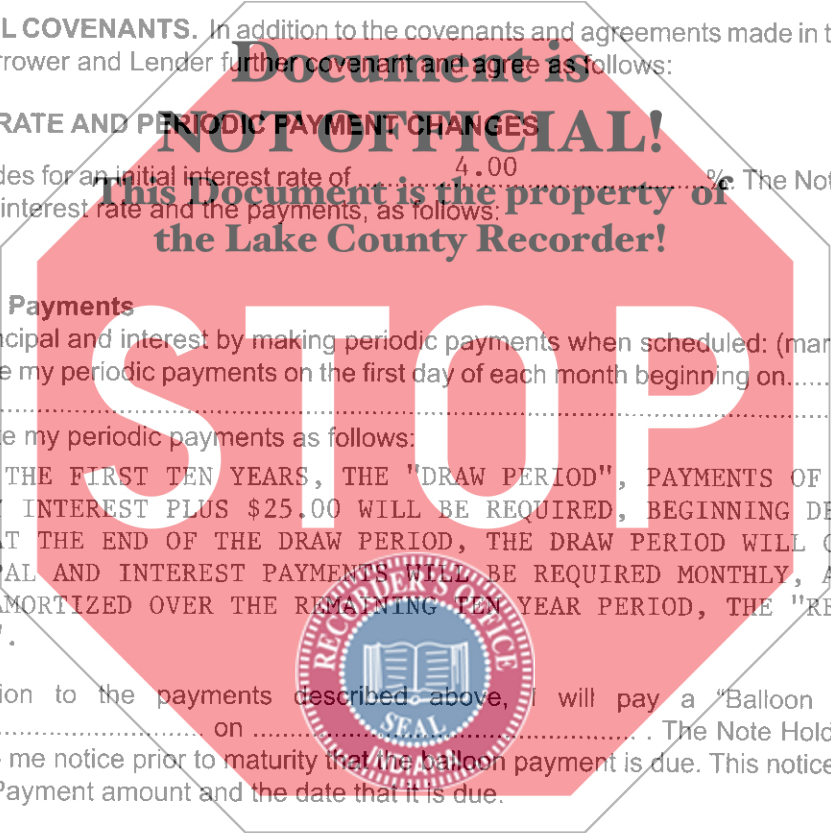 L COVENANTS. In addition to the covenants and agreements made in t
rower and Lender further covenant and agree as follows:
Document is
RATE AND PERIODIC PAYMENT CHANGES
NOT OFFICIAL!
des for an initial interest rate of 4.00 %. The Not
This Document is the property of
interest rate and the payments, as follows:
the Lake County Recorder!
Payments
ncipal and interest by making periodic payments when scheduled: (mar
e my periodic payments on the first day of each month beginning on......
STOP
e my periodic payments as follows:
THE FIRST TEN YEARS, THE "DRAW PERIOD", PAYMENTS OF
INTEREST PLUS $25.00 WILL BE REQUIRED, BEGINNING DE
AT THE END OF THE DRAW PERIOD, THE DRAW PERIOD WILL
PAL AND INTEREST PAYMENTS WILL BE REQUIRED MONTHLY, A
AMORTIZED OVER THE REMAINING TEN YEAR PERIOD, THE "RE
".
RECORDER'S OFFICE
SEAL
ion to the payments described above, I will pay a "Balloon
on . The Note Hold
me notice prior to maturity that the balloon payment is due. This notice
Payment amount and the date that it is due.